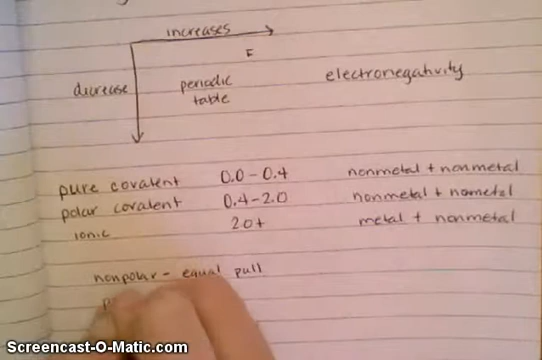 increases
F
decrease periodic table electronegativity
pure covalent 0.0-0.4 nonmetal + nonmetal
polar covalent 0.4-2.0 nonmetal + nometal
ionic 2.0+ metal + nonmetal
nonpolar - equal pull
p
Screencast-O-Matic.com